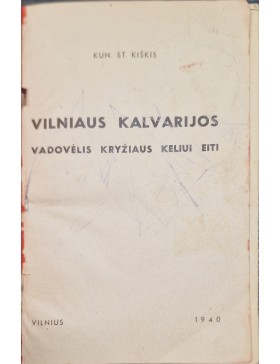 KUN. ST. KIŠKIS
VILNIAUS KALVARIJOS
VADOVĖLIS KRYŽIAUS KELIUI EITI
VILNIUS 1940